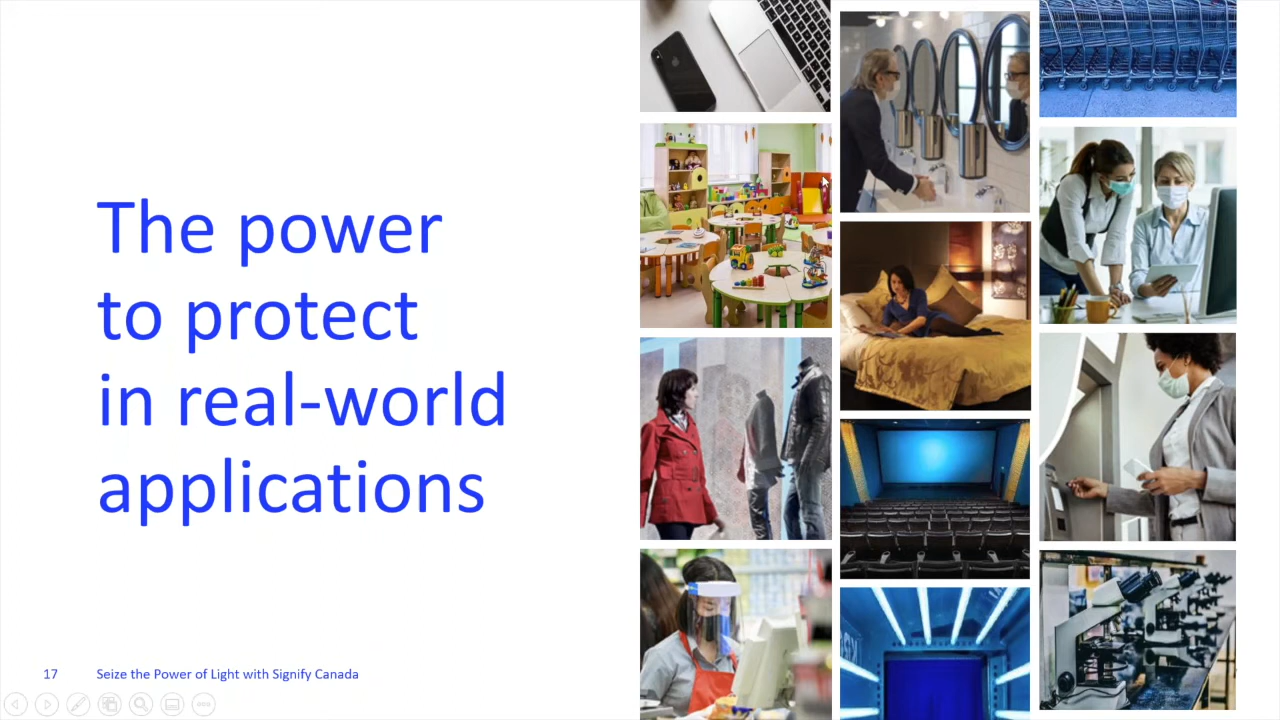 The power
to protect
in real-world
applications
17 Seize the Power of Light with Signify Canada